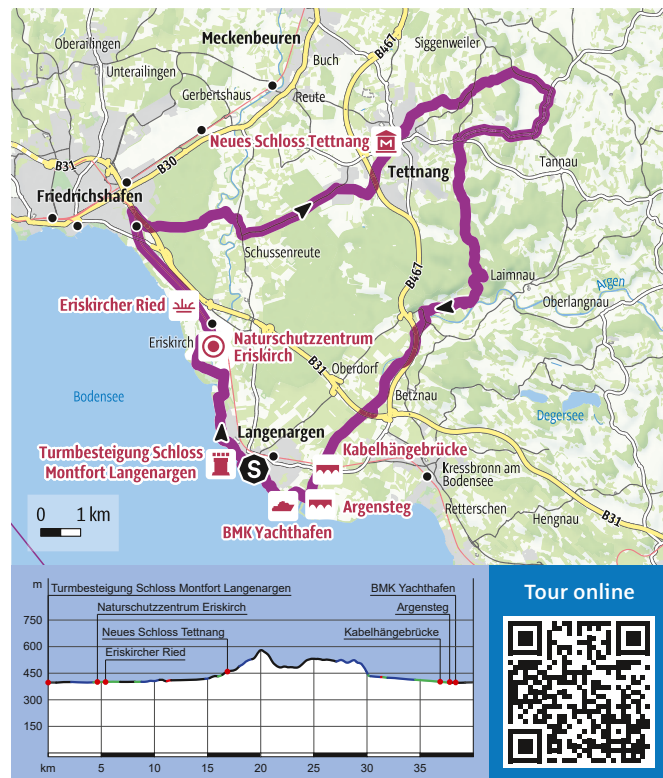 Oberailingen
Meckenbeuren
B467
Siggenweiler
Unterailingen
Buch
Gerbertshaus
Reute
Neues Schloss Tettnang
B31
B30
Tettnang
Tannau
Friedrichshafen
Schussenreute
B467
Laimnau
Argen
Eriskircher Ried
Oberlangnau
Eriskirch
Naturschutzzentrum
Eriskirch
B31
Oberdorf
Betznau
Bodensee
Degersee
Langenargen
Turmbesteigung Schloss
Montfort Langenargen
S
Kabelhängebrücke
Kressbronn am
Bodensee
Argensteg
Retterschen
Hengnau
B31
BMK Yachthafen
0 1 km
m
Turmbesteigung Schloss Montfort Langenargen
BMK Yachthafen
Naturschutzzentrum Eriskirch
Argensteg
Neues Schloss Tettnang
Kabelhängebrücke
Eriskircher Ried
750
600
450
300
150
km 5 10 15 20 25 30 35
Tour online